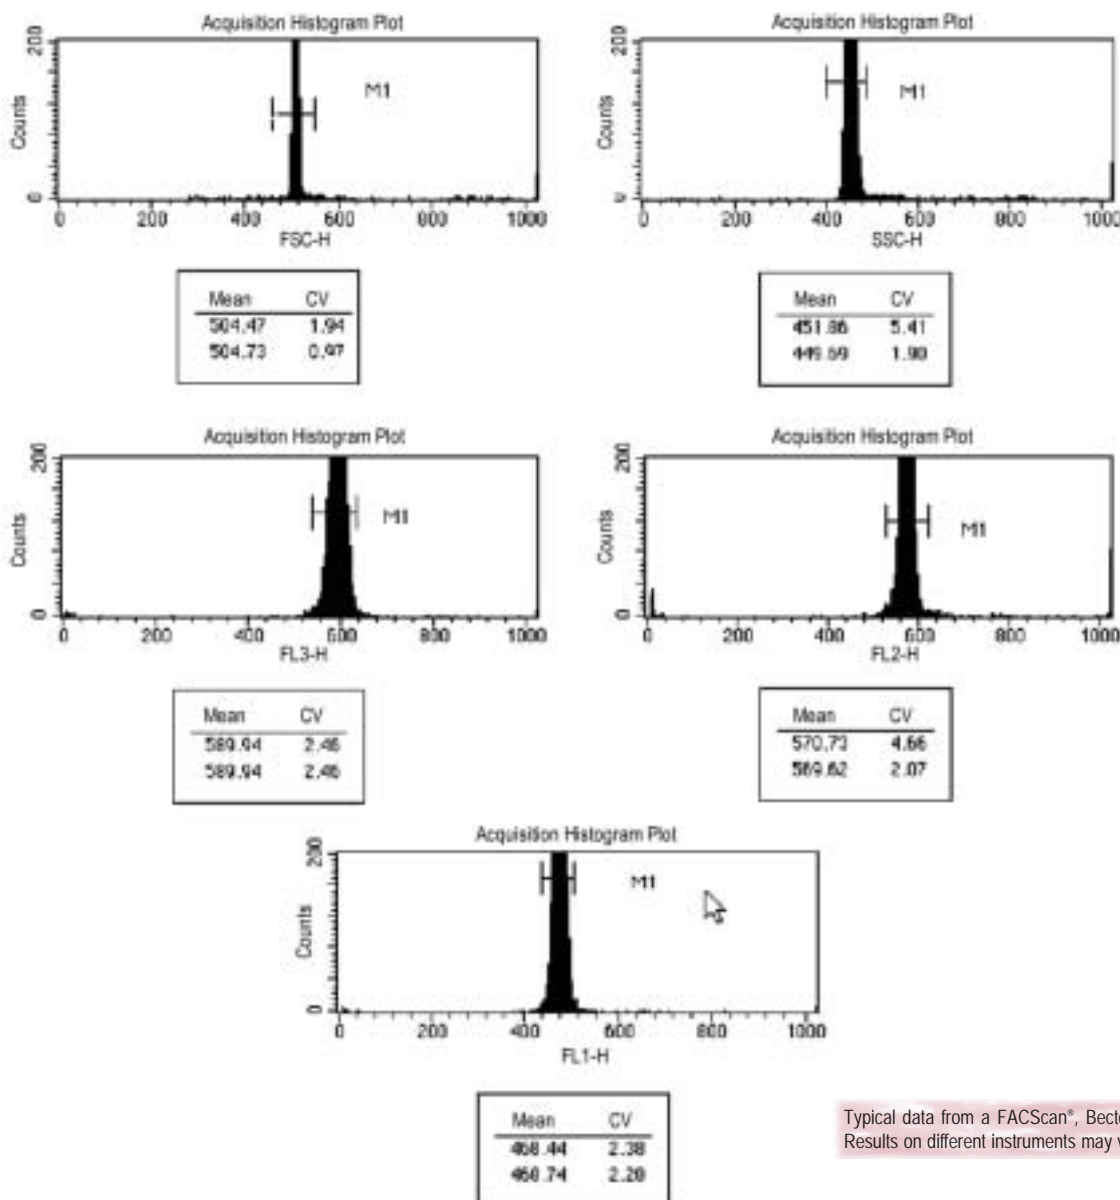 Acquisition Histogram Plot
200
Counts
0
M1
0 200 400 600 800 1000
FSC-H
Mean CV
504.47 1.94
504.73 0.97
Acquisition Histogram Plot
200
Counts
0
M1
0 200 400 600 800 1000
SSC-H
Mean CV
451.86 5.41
1.90
Acquisition Histogram Plot
200
Counts
0
M1
0 200 400 600 800 1000
FL3-H
Mean CV
589.94 2.46
589.94 2.46
Acquisition Histogram Plot
200
Counts
0
M1
0 200 400 600 800 1000
FL2-H
Mean CV
570.73 4.66
569.62 2.07
Acquisition Histogram Plot
200
Counts
0
M1
0 200 400 600 800 1000
FL1-H
Mean CV
2.38
Typical data from a FACScan®, Becto
Results on different instruments may v